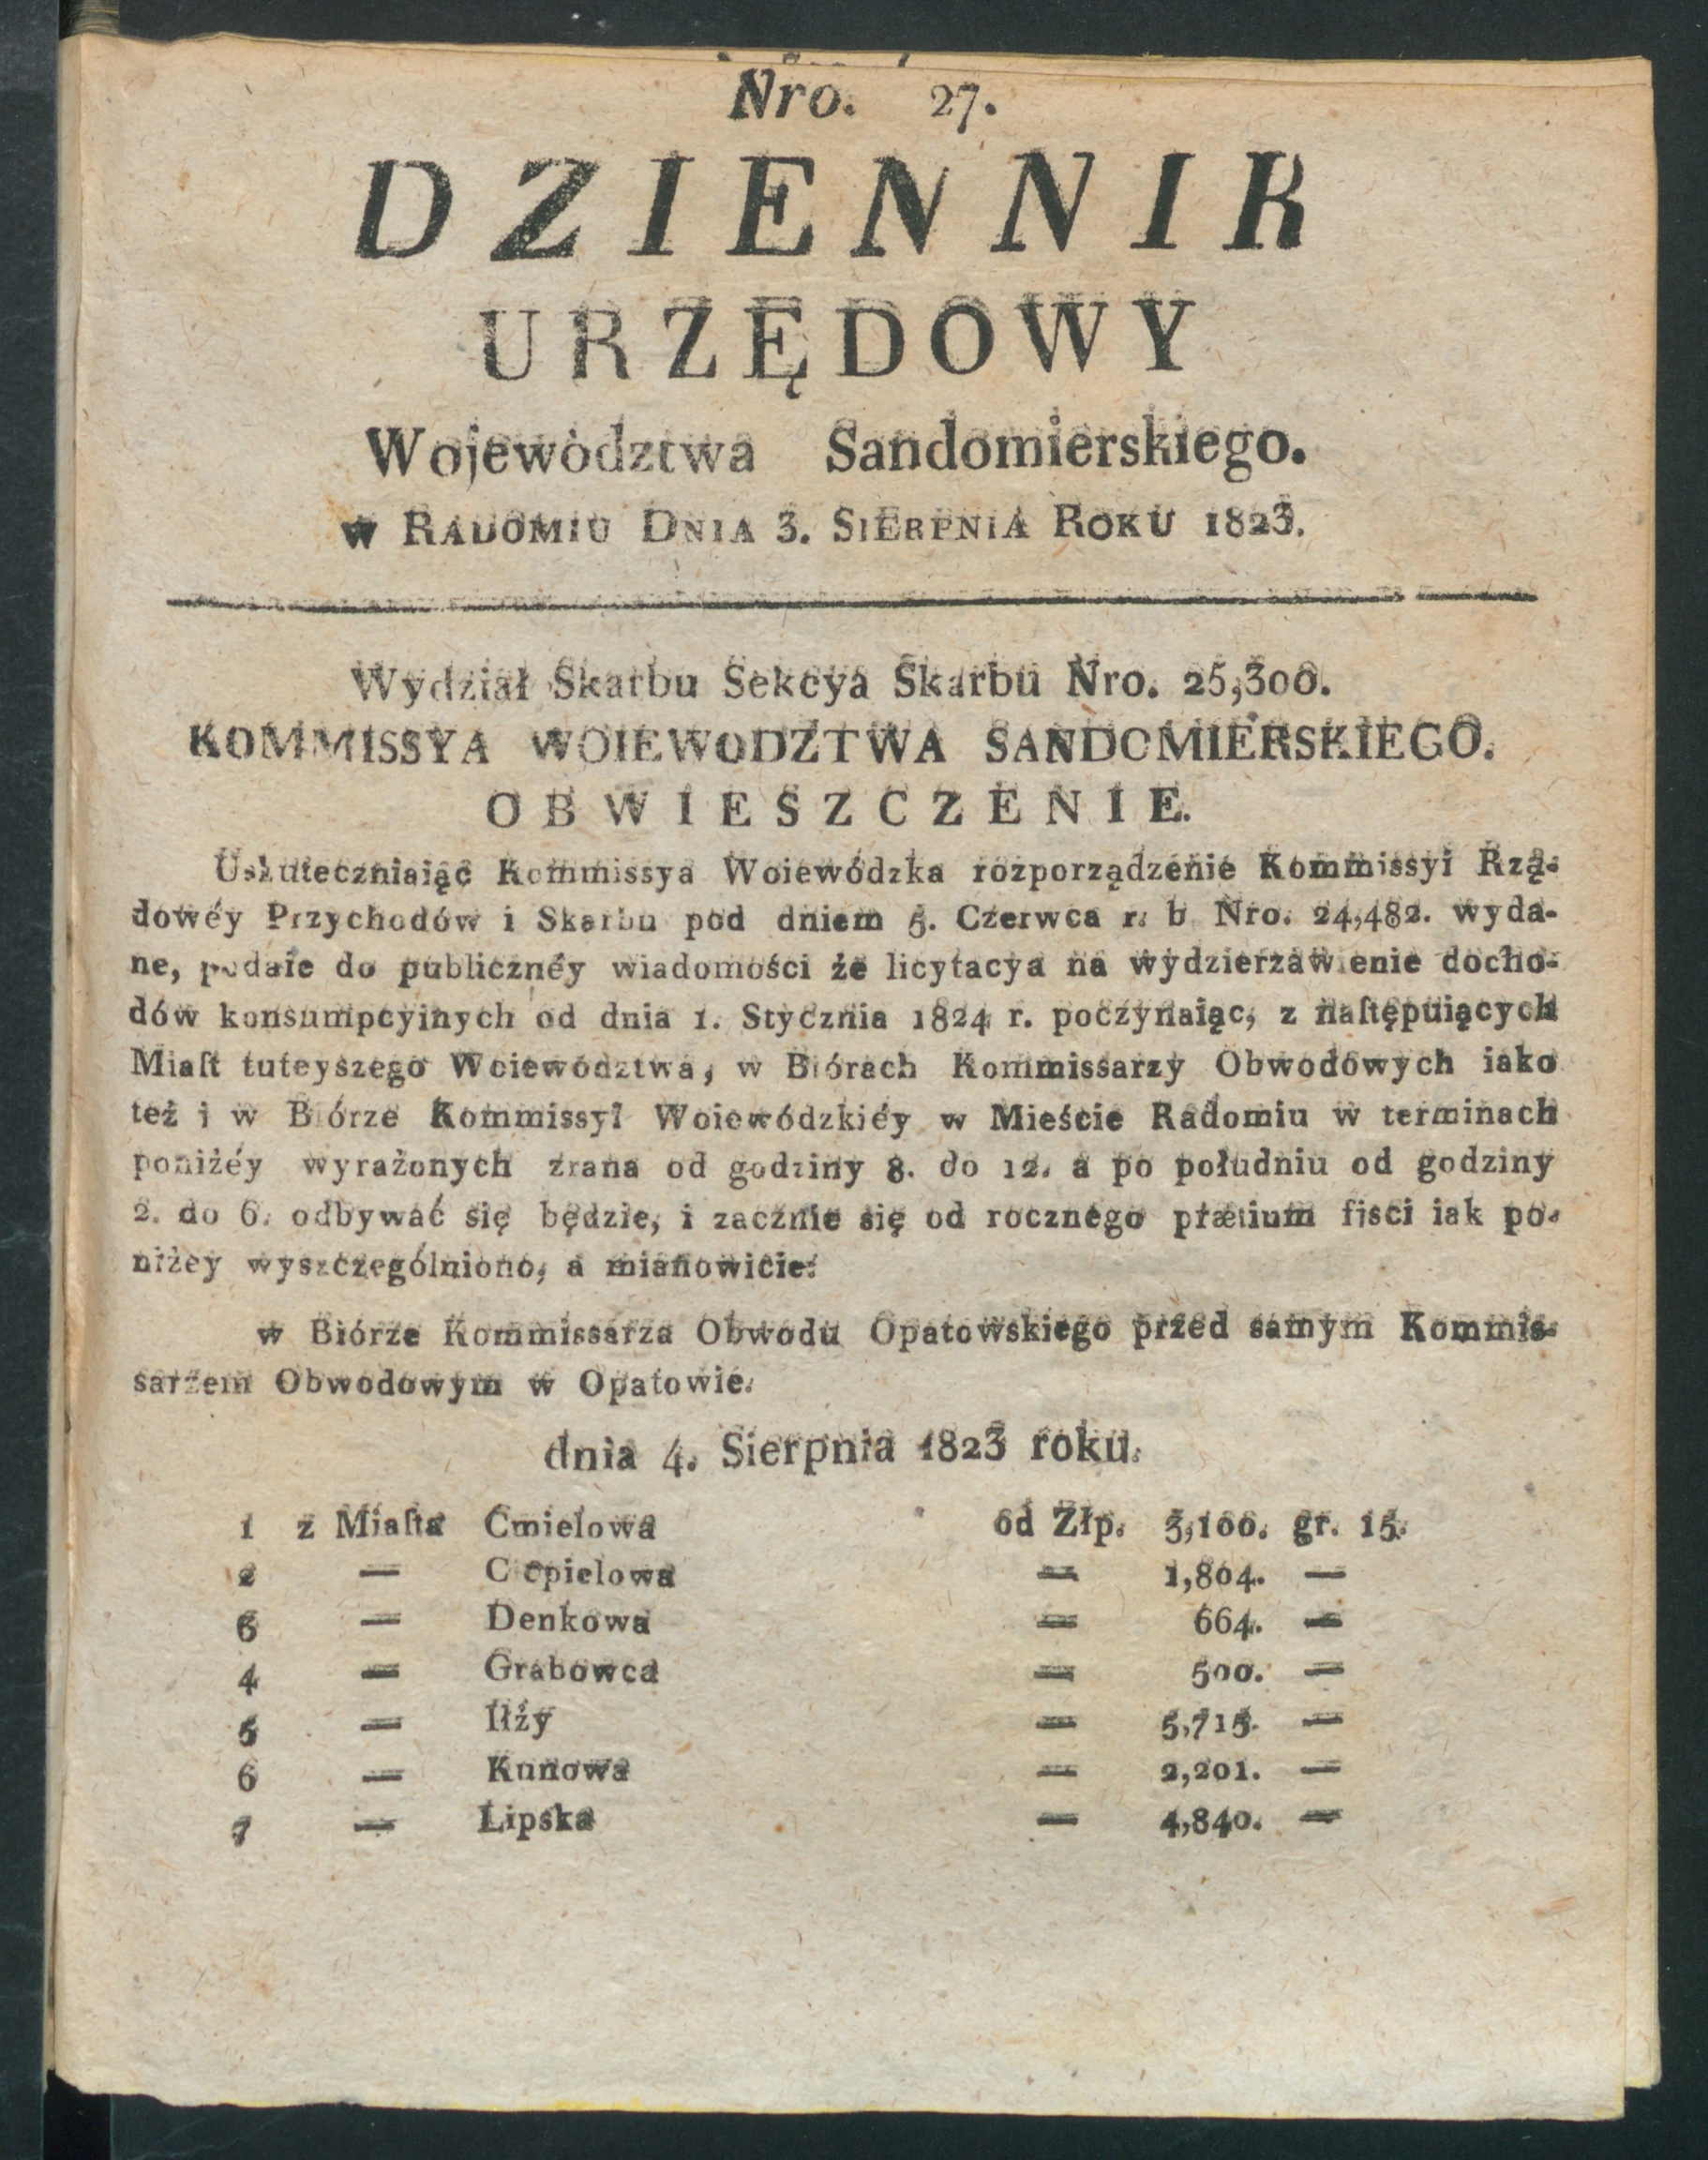 Nro. 27.
DZIENNIK
URZĘDOWY
Wojewòdztwa Sandomierskiego.
w RADOMIU DNIA 3. SIERPNIA ROKU 1823.
Wydział Skarbu Sekcya Skarbu Nro. 25,300.
KOMMISSYA WOIEWODZTWA SANDOMIERSKIEGO.
OBWIESZCZENIE.
Uskuteczniaiąc Kommissya Woiewódzka rozporządzenie Kommissyi Rzą-
dowéy Przychodów i Skarbu pod dniem 5. Czerwca r. b Nro. 24,482. wyda-
ne, podaie do publicznéy wiadomości że licytacya na wydzierżawienie docho-
dów konsumpcyinych od dnia 1. Stycznia 1824 r. poczynaiąc, z naſtępuiących
Miaſt tuteyszego Woiewództwa, w Biórach Kommissarzy Obwodowych iako
też i w Biórze Kommissyi Woiewódzkiéy w Mieście Radomiu w terminach
poniżéy wyrażonych zrana od godziny 8. do 12. a po południu od godziny
2. do 6. odbywać się będzie, i zacznie się od rocznego prætium fisci iak po-
niżey wyszczególniono, a mianowicie:
w Biórze Kommissarza Obwodu Opatowskiego przed samym Kommis-
sarzem Obwodowym w Opatowie.
dnia 4. Sierpnia 1823 roku.
1 z Miaſta Cmielowa od Złp. 3,100. gr. 15.
2 — Ciepielowa — 1,804. —
3 — Denkowa — 664. —
4 — Grabowca — 500. —
5 — Iłży — 5,715. —
6 — Kunowa — 2,201. —
7 — Lipska — 4,840. —